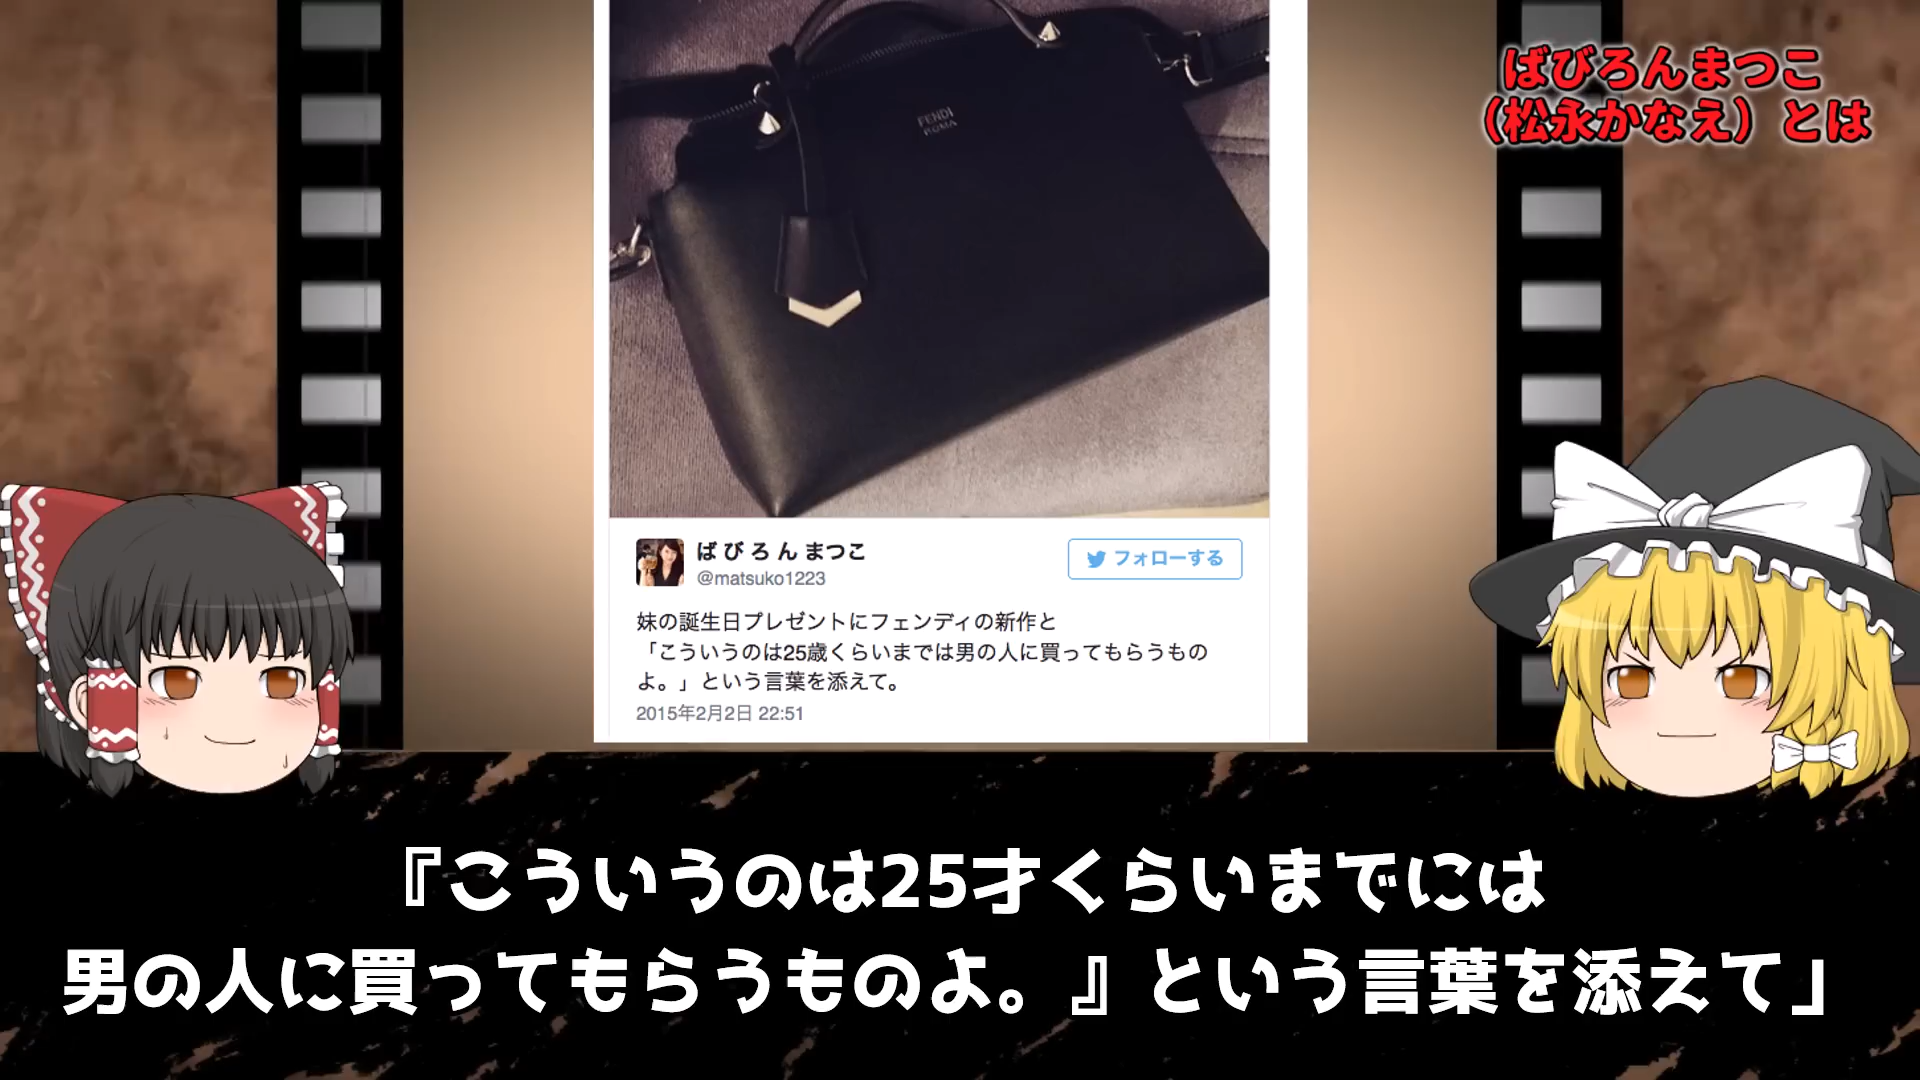 ばびろんまつこ
（松永かなえ）とは
FENDI
ROMA
ば び ろ ん まつこ
@matsuko1223
フォローする
妹の誕生日プレゼントにフェンディの新作と
「こういうのは25歳くらいまでは男の人に買ってもらうもの
よ。」という言葉を添えて。
2015年2月2日 22:51
『こういうのは25才くらいまでには
男の人に買ってもらうものよ。』という言葉を添えて」